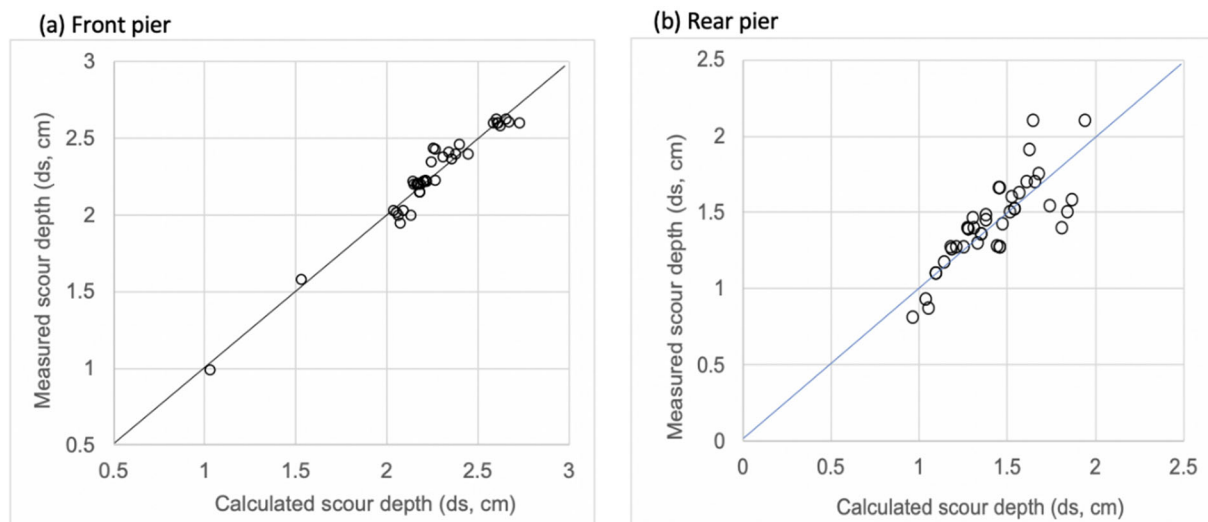 (a) Front pier
3
2.5
2
1.5
1
0.5
0.5 1 1.5 2 2.5 3
Measured scour depth (ds, cm)
Calculated scour depth (ds, cm)
(b) Rear pier
2.5
2
1.5
1
0.5
0
0 0.5 1 1.5 2 2.5
Measured scour depth (ds, cm)
Calculated scour depth (ds, cm)